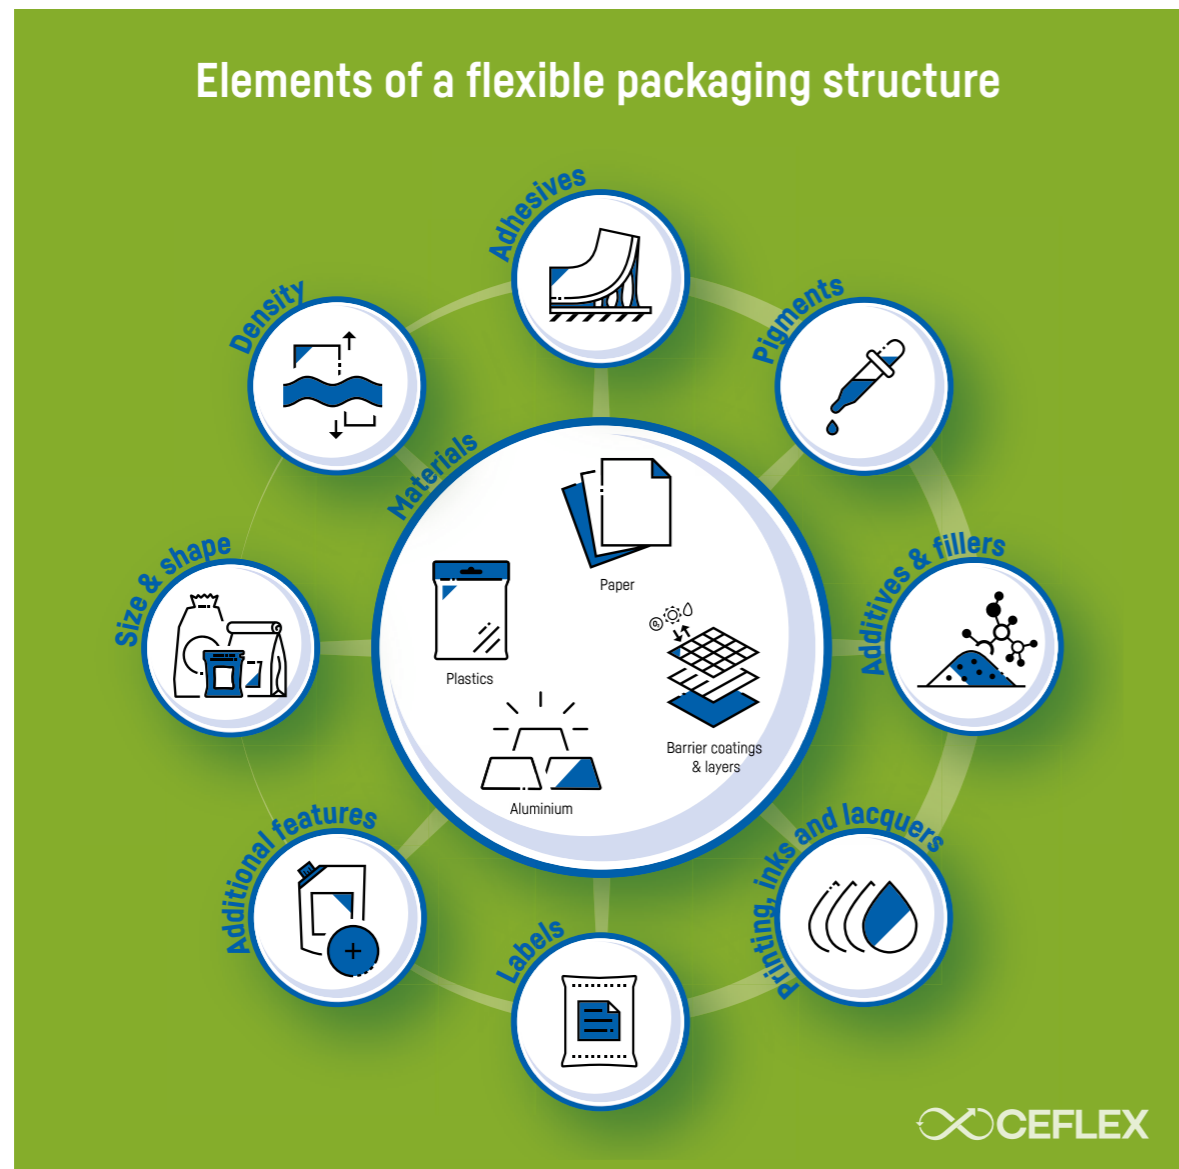 Elements of a flexible packaging structure
Adhesives
Pigments
Density
Materials
Paper
Size & shape
Additives & fillers
O₂
Plastics
Barrier coatings
& layers
Aluminium
Additional features
Printing, inks and lacquers
Labels
CEFLEX